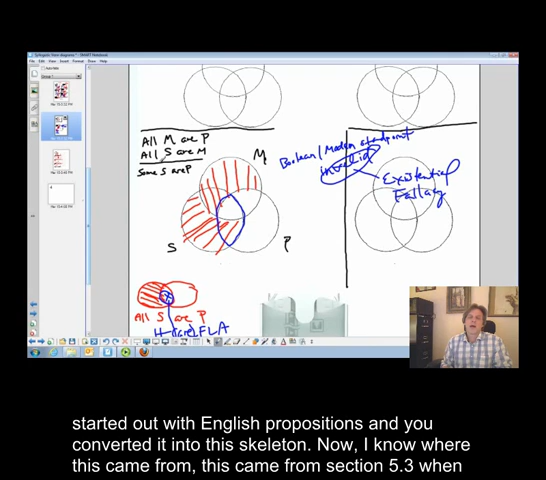 All M are P
All S are M
Some S are P
M
S
P
Boolean/Modern standpoint
invalid
Existential
Fallacy
All S are P
started out with English propositions and you
converted it into this skeleton. Now, I know where
this came from, this came from section 5.3 when